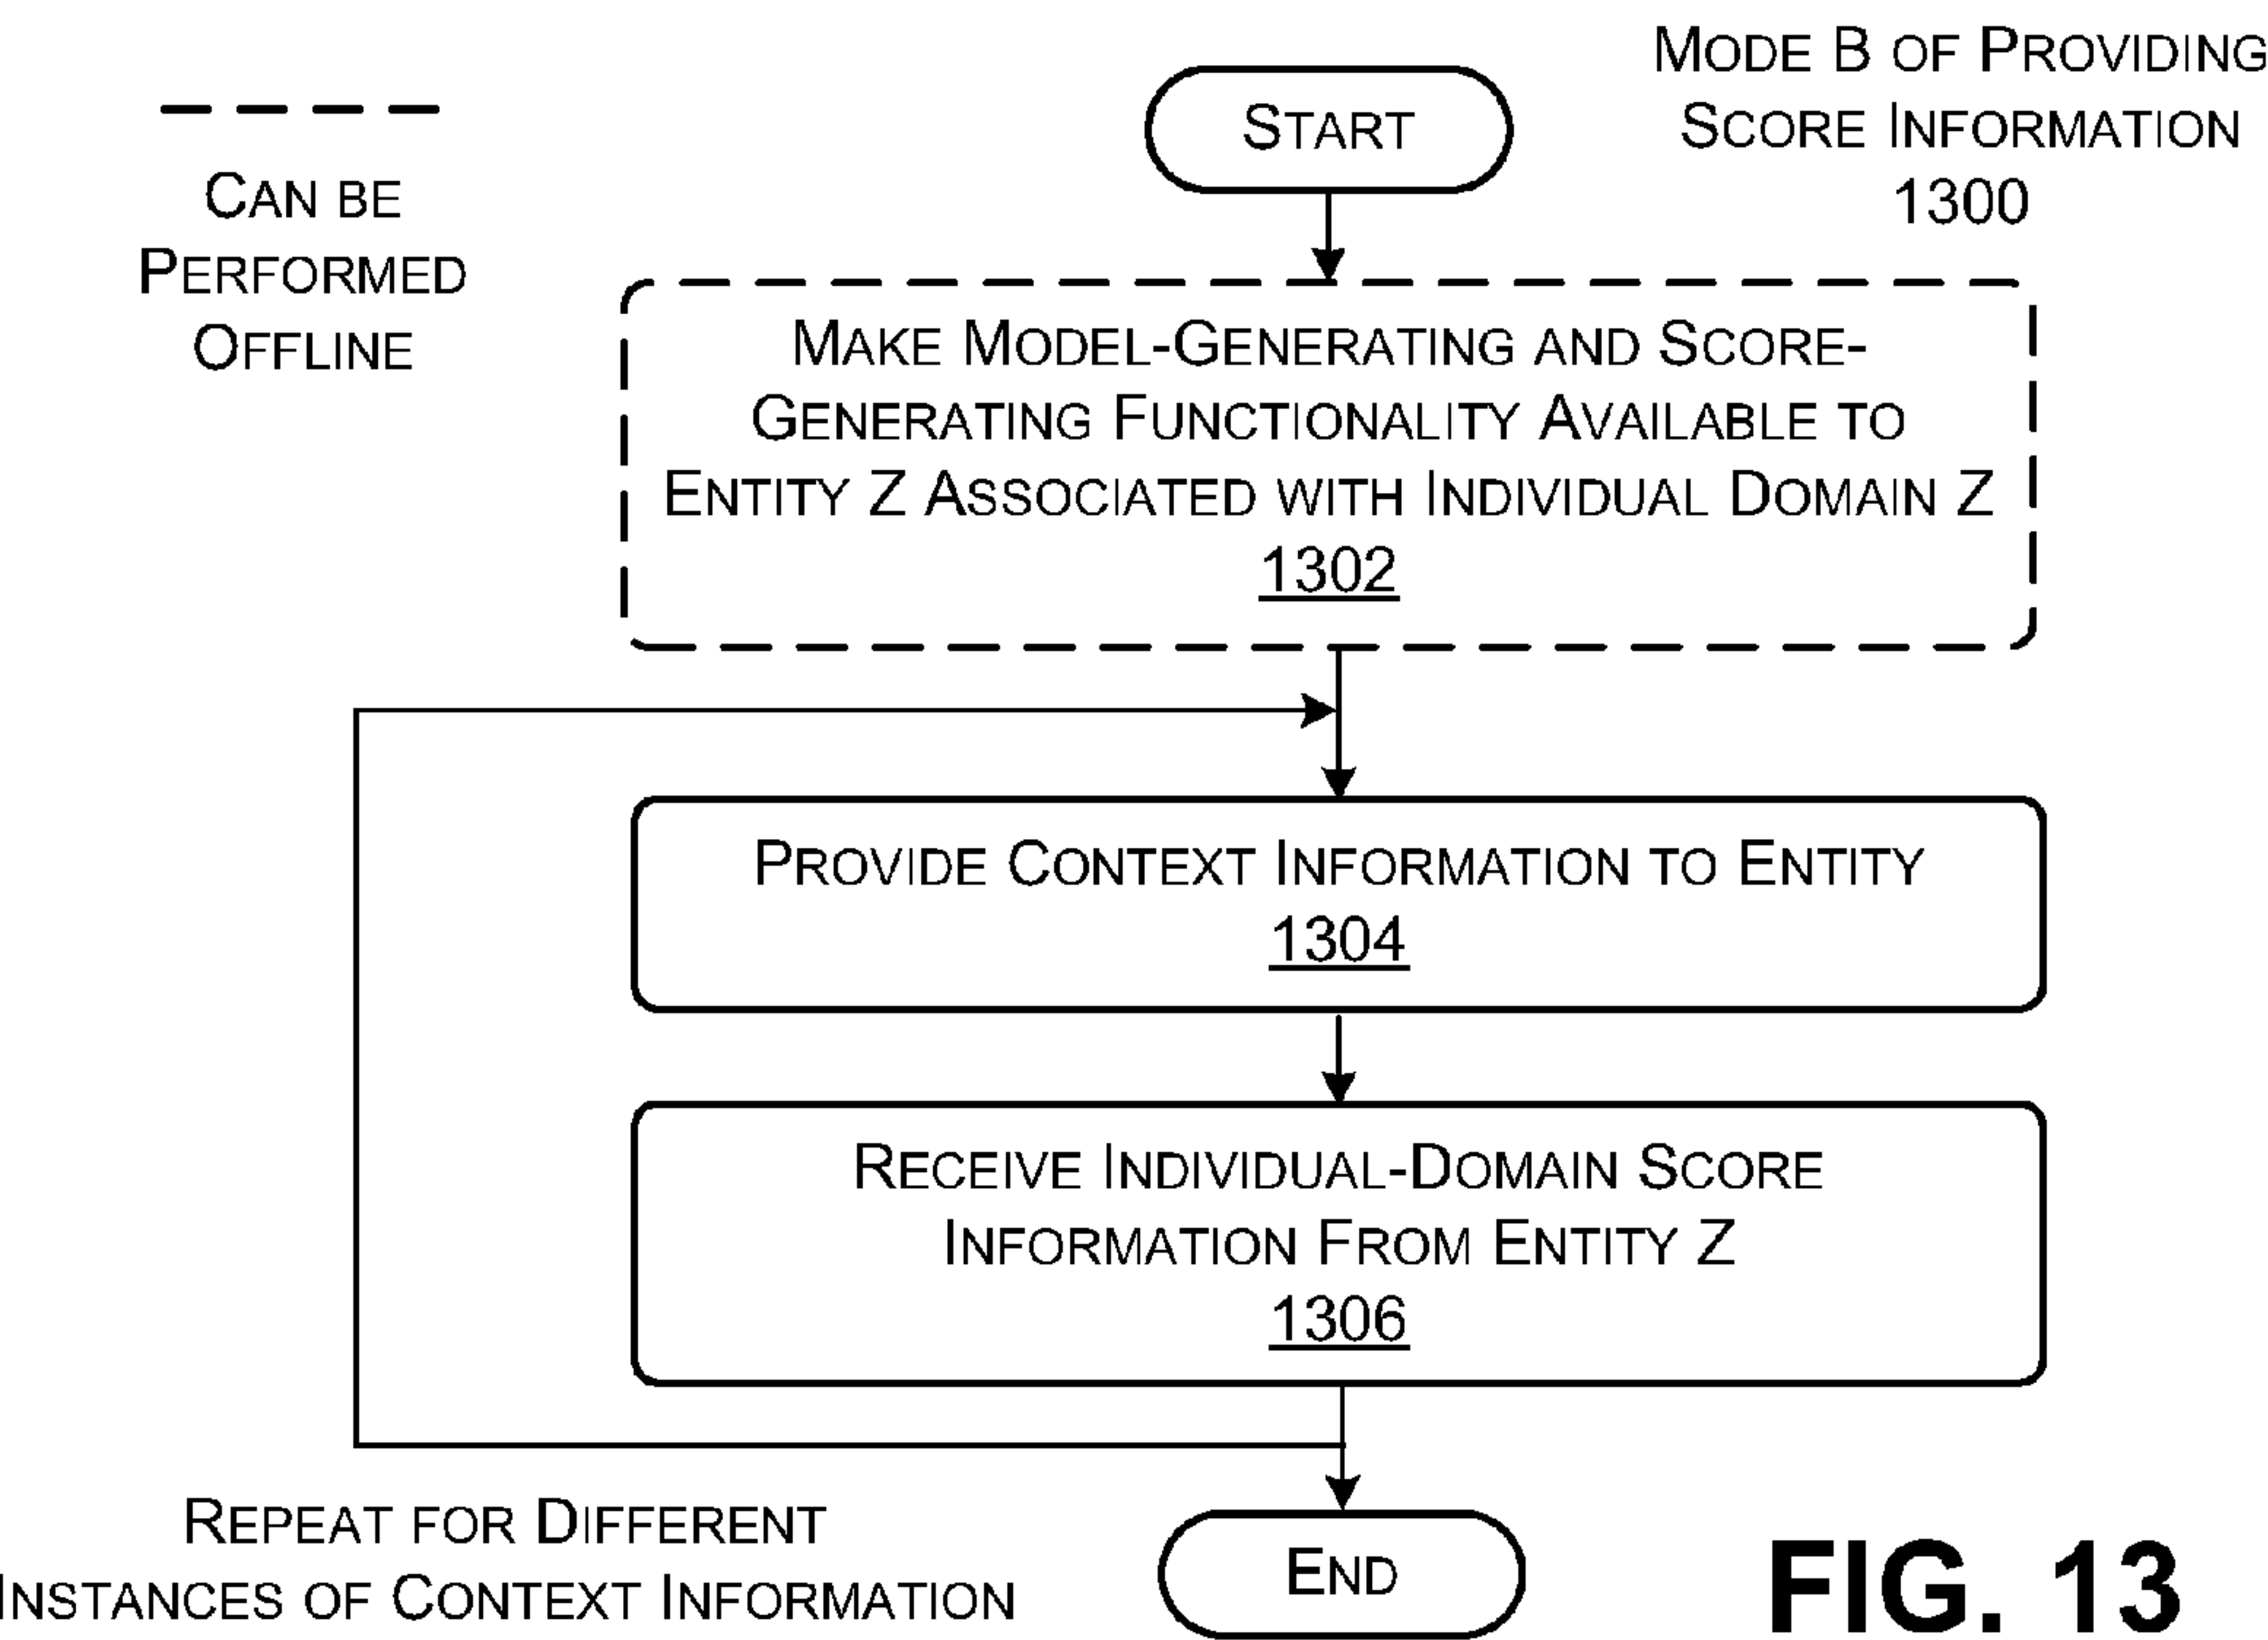 MODE B OF PROVIDING
SCORE INFORMATION
1300
CAN BE
PERFORMED
OFFLINE
START
MAKE MODEL-GENERATING AND SCORE-
GENERATING FUNCTIONALITY AVAILABLE TO
ENTITY Z ASSOCIATED WITH INDIVIDUAL DOMAIN Z
1302
PROVIDE CONTEXT INFORMATION TO ENTITY
1304
RECEIVE INDIVIDUAL-DOMAIN SCORE
INFORMATION FROM ENTITY Z
1306
REPEAT FOR DIFFERENT
INSTANCES OF CONTEXT INFORMATION
END
FIG. 13